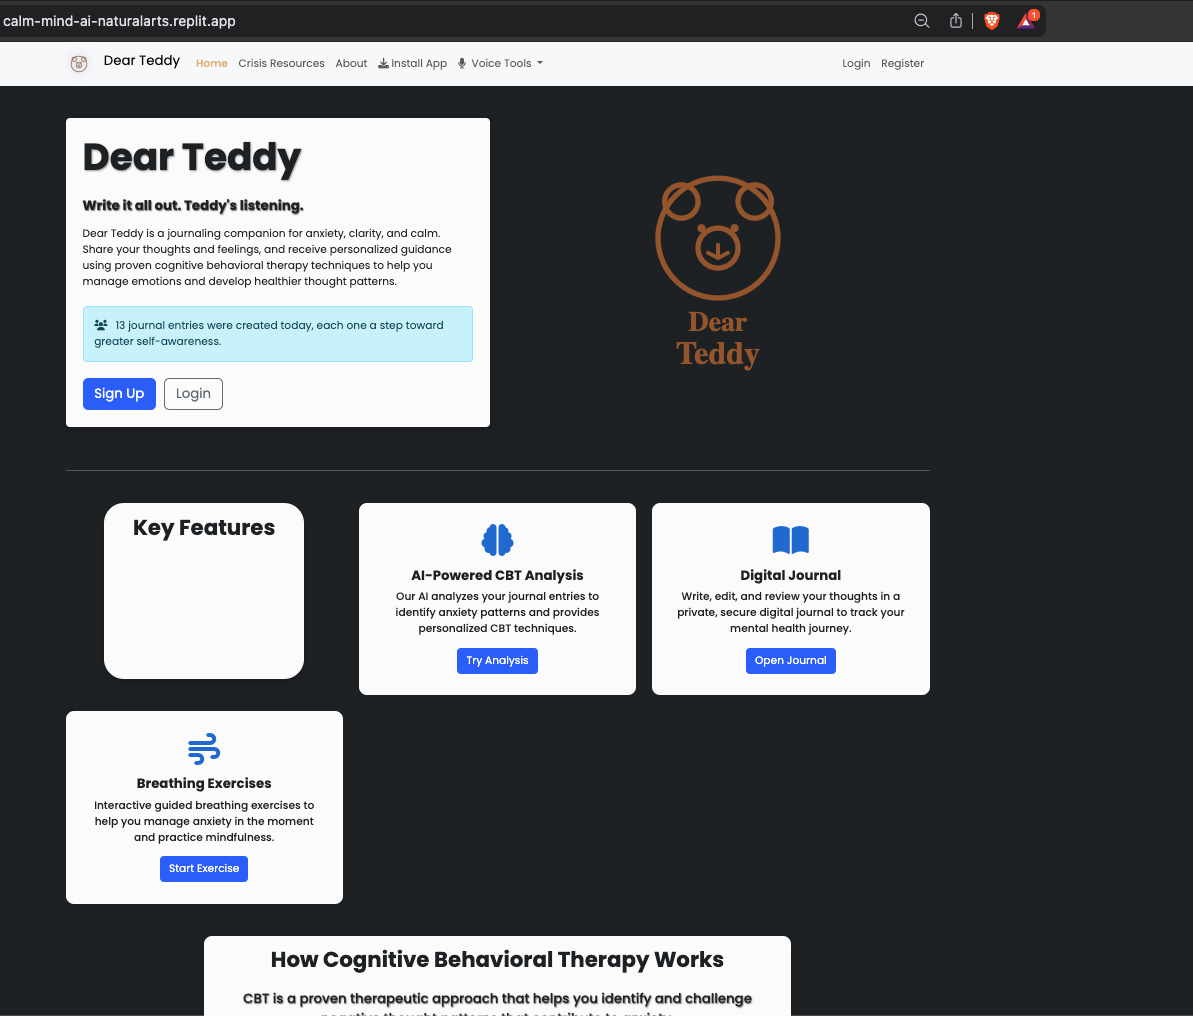 calm-mind-ai-naturalarts.replit.app
1
Dear Teddy
Home
Crisis Resources
About
Install App
Voice Tools
Login
Register
Dear Teddy
Write it all out. Teddy's listening.
Dear Teddy is a journaling companion for anxiety, clarity, and calm.
Share your thoughts and feelings, and receive personalized guidance
using proven cognitive behavioral therapy techniques to help you
manage emotions and develop healthier thought patterns.
13 journal entries were created today, each one a step toward
greater self-awareness.
Sign Up
Login
Dear
Teddy
Key Features
AI-Powered CBT Analysis
Our AI analyzes your journal entries to
identify anxiety patterns and provides
personalized CBT techniques.
Try Analysis
Digital Journal
Write, edit, and review your thoughts in a
private, secure digital journal to track your
mental health journey.
Open Journal
Breathing Exercises
Interactive guided breathing exercises to
help you manage anxiety in the moment
and practice mindfulness.
Start Exercise
How Cognitive Behavioral Therapy Works
CBT is a proven therapeutic approach that helps you identify and challenge
negative thought patterns that contribute to anxiety